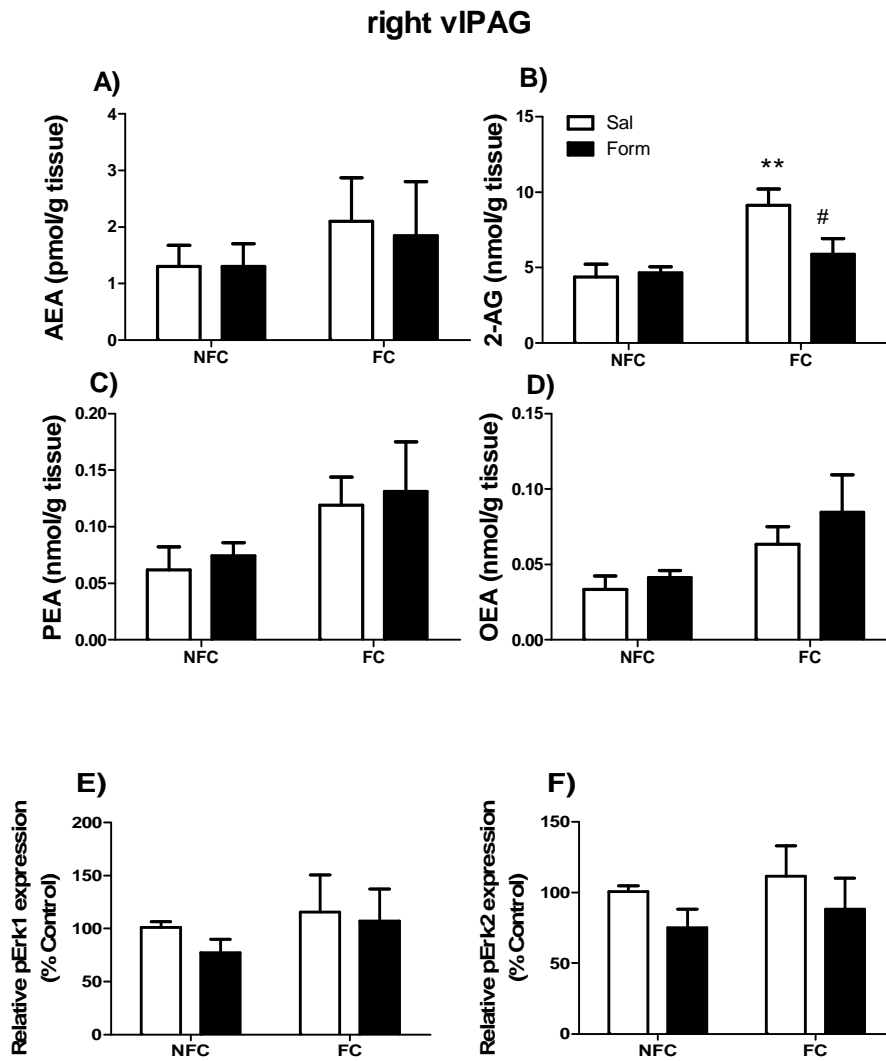 right vlPAG
A)
AEA (pmol/g tissue)
4
3
2
1
0
NFC
FC
B)
2-AG (nmol/g tissue)
15
10
5
0
Sal
Form
**
#
NFC
FC
C)
PEA (nmol/g tissue)
0.20
0.15
0.10
0.05
0.00
NFC
FC
D)
OEA (nmol/g tissue)
0.15
0.10
0.05
0.00
NFC
FC
E)
Relative pErk1 expression
(% Control)
200
150
100
50
0
NFC
FC
F)
Relative pErk2 expression
(% Control)
150
100
50
0
NFC
FC